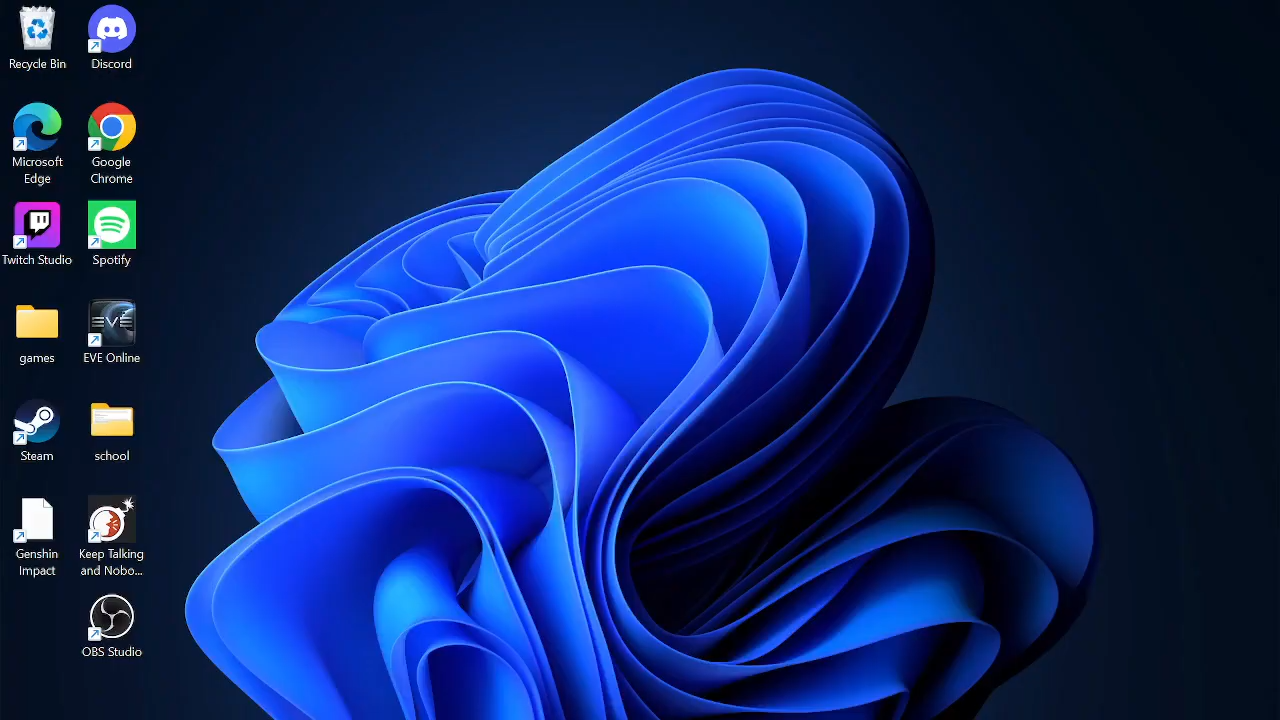 Recycle Bin
Discord
Microsoft
Edge
Google
Chrome
Twitch Studio
Spotify
games
EVE
EVE Online
Steam
school
Genshin
Impact
Keep Talking
and Nobo...
OBS Studio